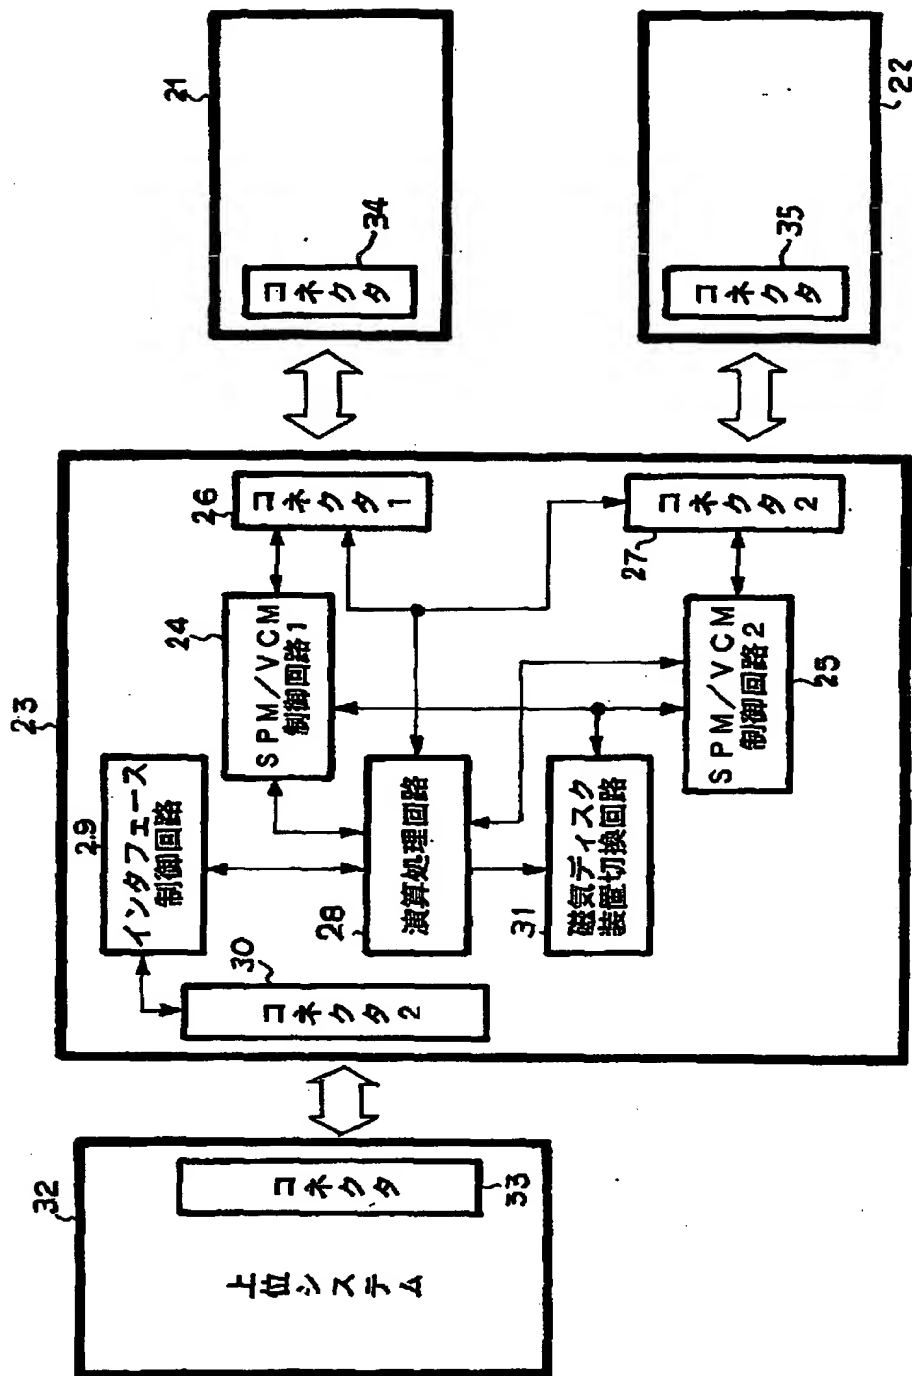 32
上位システム
コネクタ
33
23
コネクタ2
30
29
インタフェース
制御回路
演算処理回路
28
磁気ディスク
装置切換回路
31
24
SPM/VCM
制御回路1
SPM/VCM
制御回路2
25
26
コネクタ1
27
コネクタ2
21
コネクタ
34
22
コネクタ
35